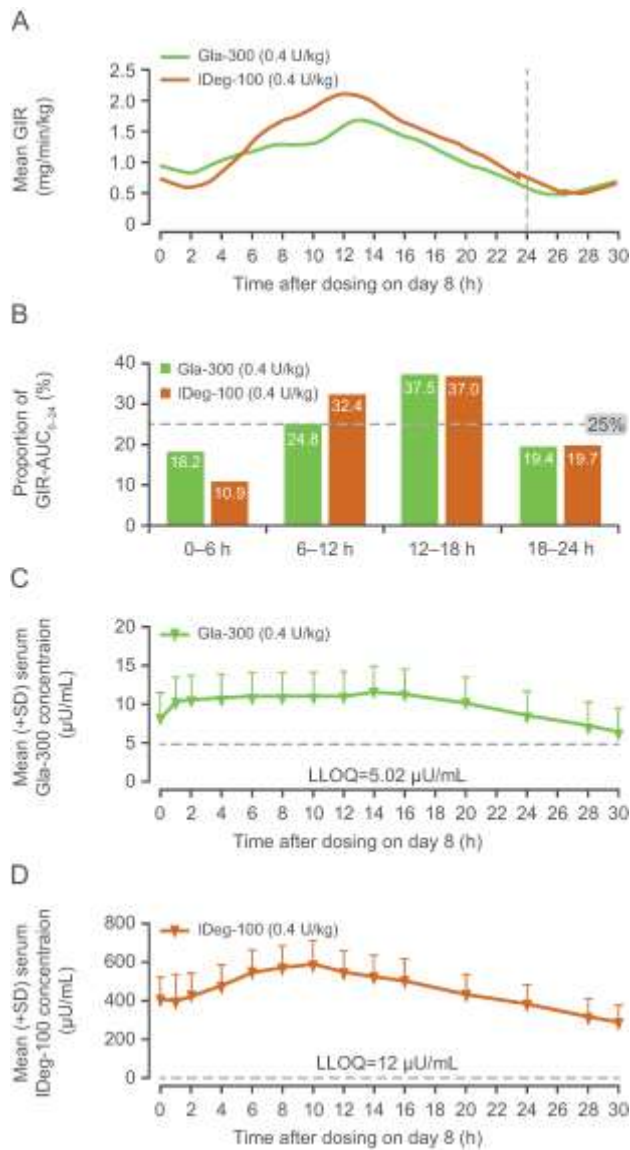 A
Gla-300 (0.4 U/kg)
IDeg-100 (0.4 U/kg)
Mean GIR
(mg/min/kg)
2.5
2.0
1.5
1.0
0.5
0
0 2 4 6 8 10 12 14 16 18 20 22 24 26 28 30
Time after dosing on day 8 (h)
B
Gla-300 (0.4 U/kg)
IDeg-100 (0.4 U/kg)
Proportion of
GIR-AUC0–24 (%)
40
30
20
10
0
25%
18.2 10.9 24.8 32.4 37.5 37.0 19.4 19.7
0–6 h 6–12 h 12–18 h 18–24 h
C
Gla-300 (0.4 U/kg)
Mean (+SD) serum
Gla-300 concentraion
(µU/mL)
20
15
10
5
0
LLOQ=5.02 µU/mL
0 2 4 6 8 10 12 14 16 18 20 22 24 26 28 30
Time after dosing on day 8 (h)
D
IDeg-100 (0.4 U/kg)
Mean (+SD) serum
IDeg-100 concentraion
(µU/mL)
800
600
400
200
0
LLOQ=12 µU/mL
0 2 4 6 8 10 12 14 16 18 20 22 24 26 28 30
Time after dosing on day 8 (h)